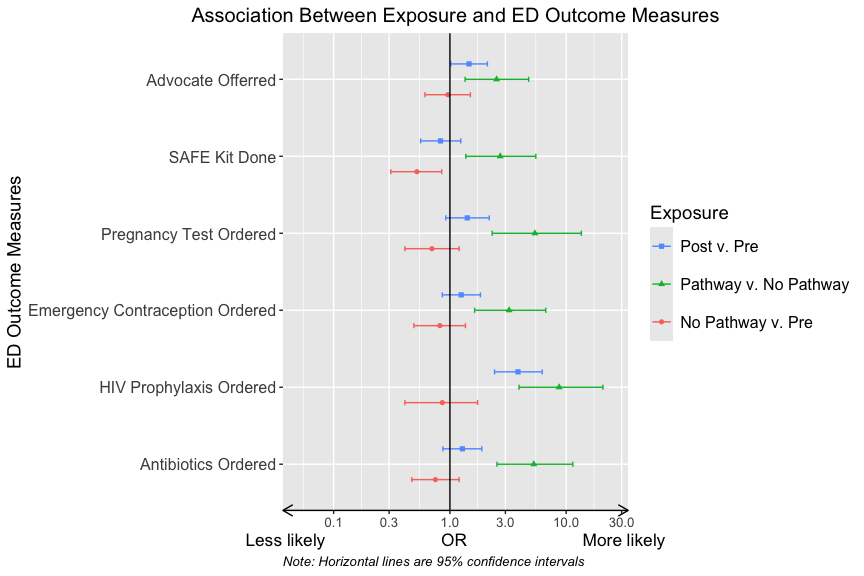 Association Between Exposure and ED Outcome Measures
ED Outcome Measures
Advocate Offerred
SAFE Kit Done
Pregnancy Test Ordered
Emergency Contraception Ordered
HIV Prophylaxis Ordered
Antibiotics Ordered
0.1 0.3 1.0 3.0 10.0 30.0
Less likely OR More likely
Note: Horizontal lines are 95% confidence intervals
Exposure
Post v. Pre
Pathway v. No Pathway
No Pathway v. Pre